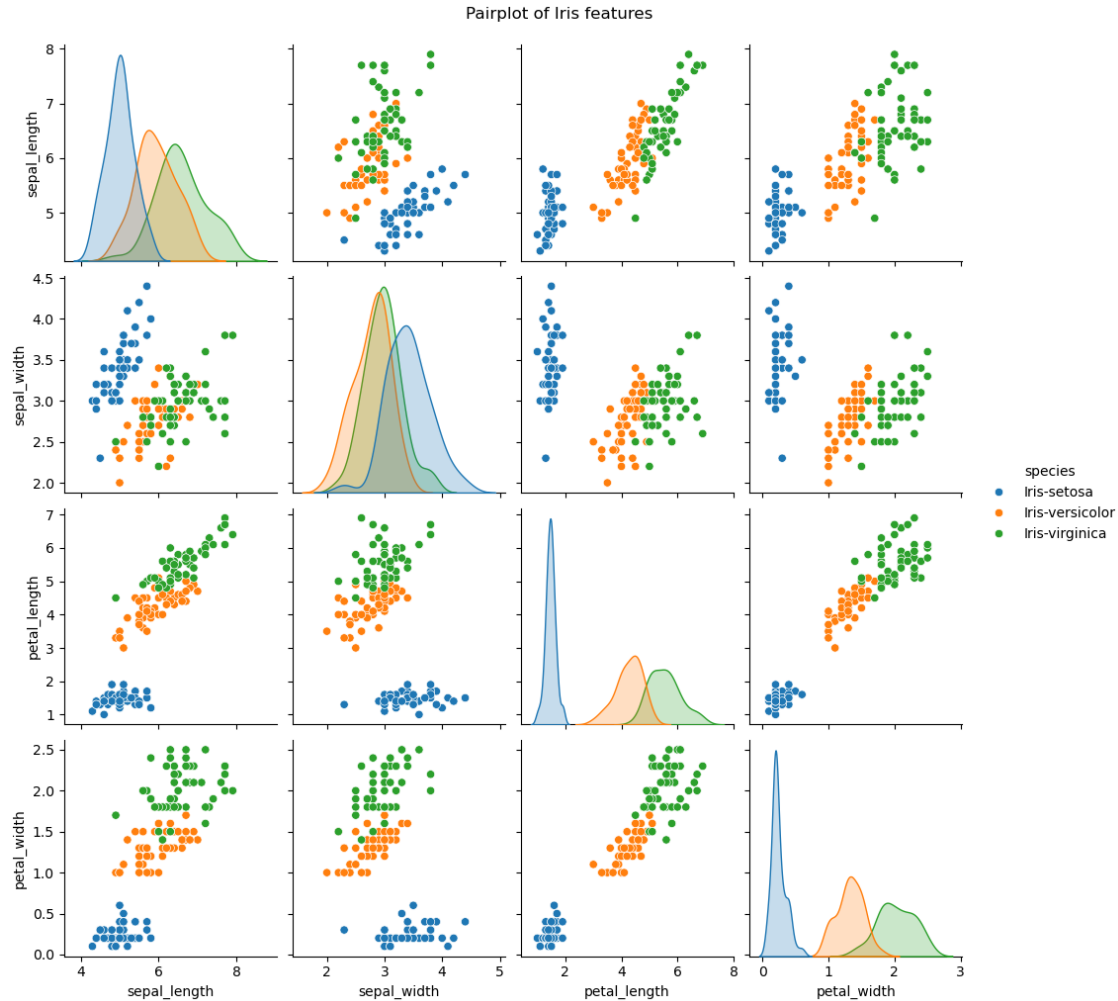 Pairplot of Iris features
8
7
6
5
sepal_length
4.5
4.0
3.5
3.0
2.5
2.0
sepal_width
species
Iris-setosa
Iris-versicolor
Iris-virginica
7
6
5
4
3
2
1
petal_length
2.5
2.0
1.5
1.0
0.5
0.0
petal_width
4 6 8
2 3 4 5
2 4 6 8
0 1 2 3
sepal_length sepal_width petal_length petal_width